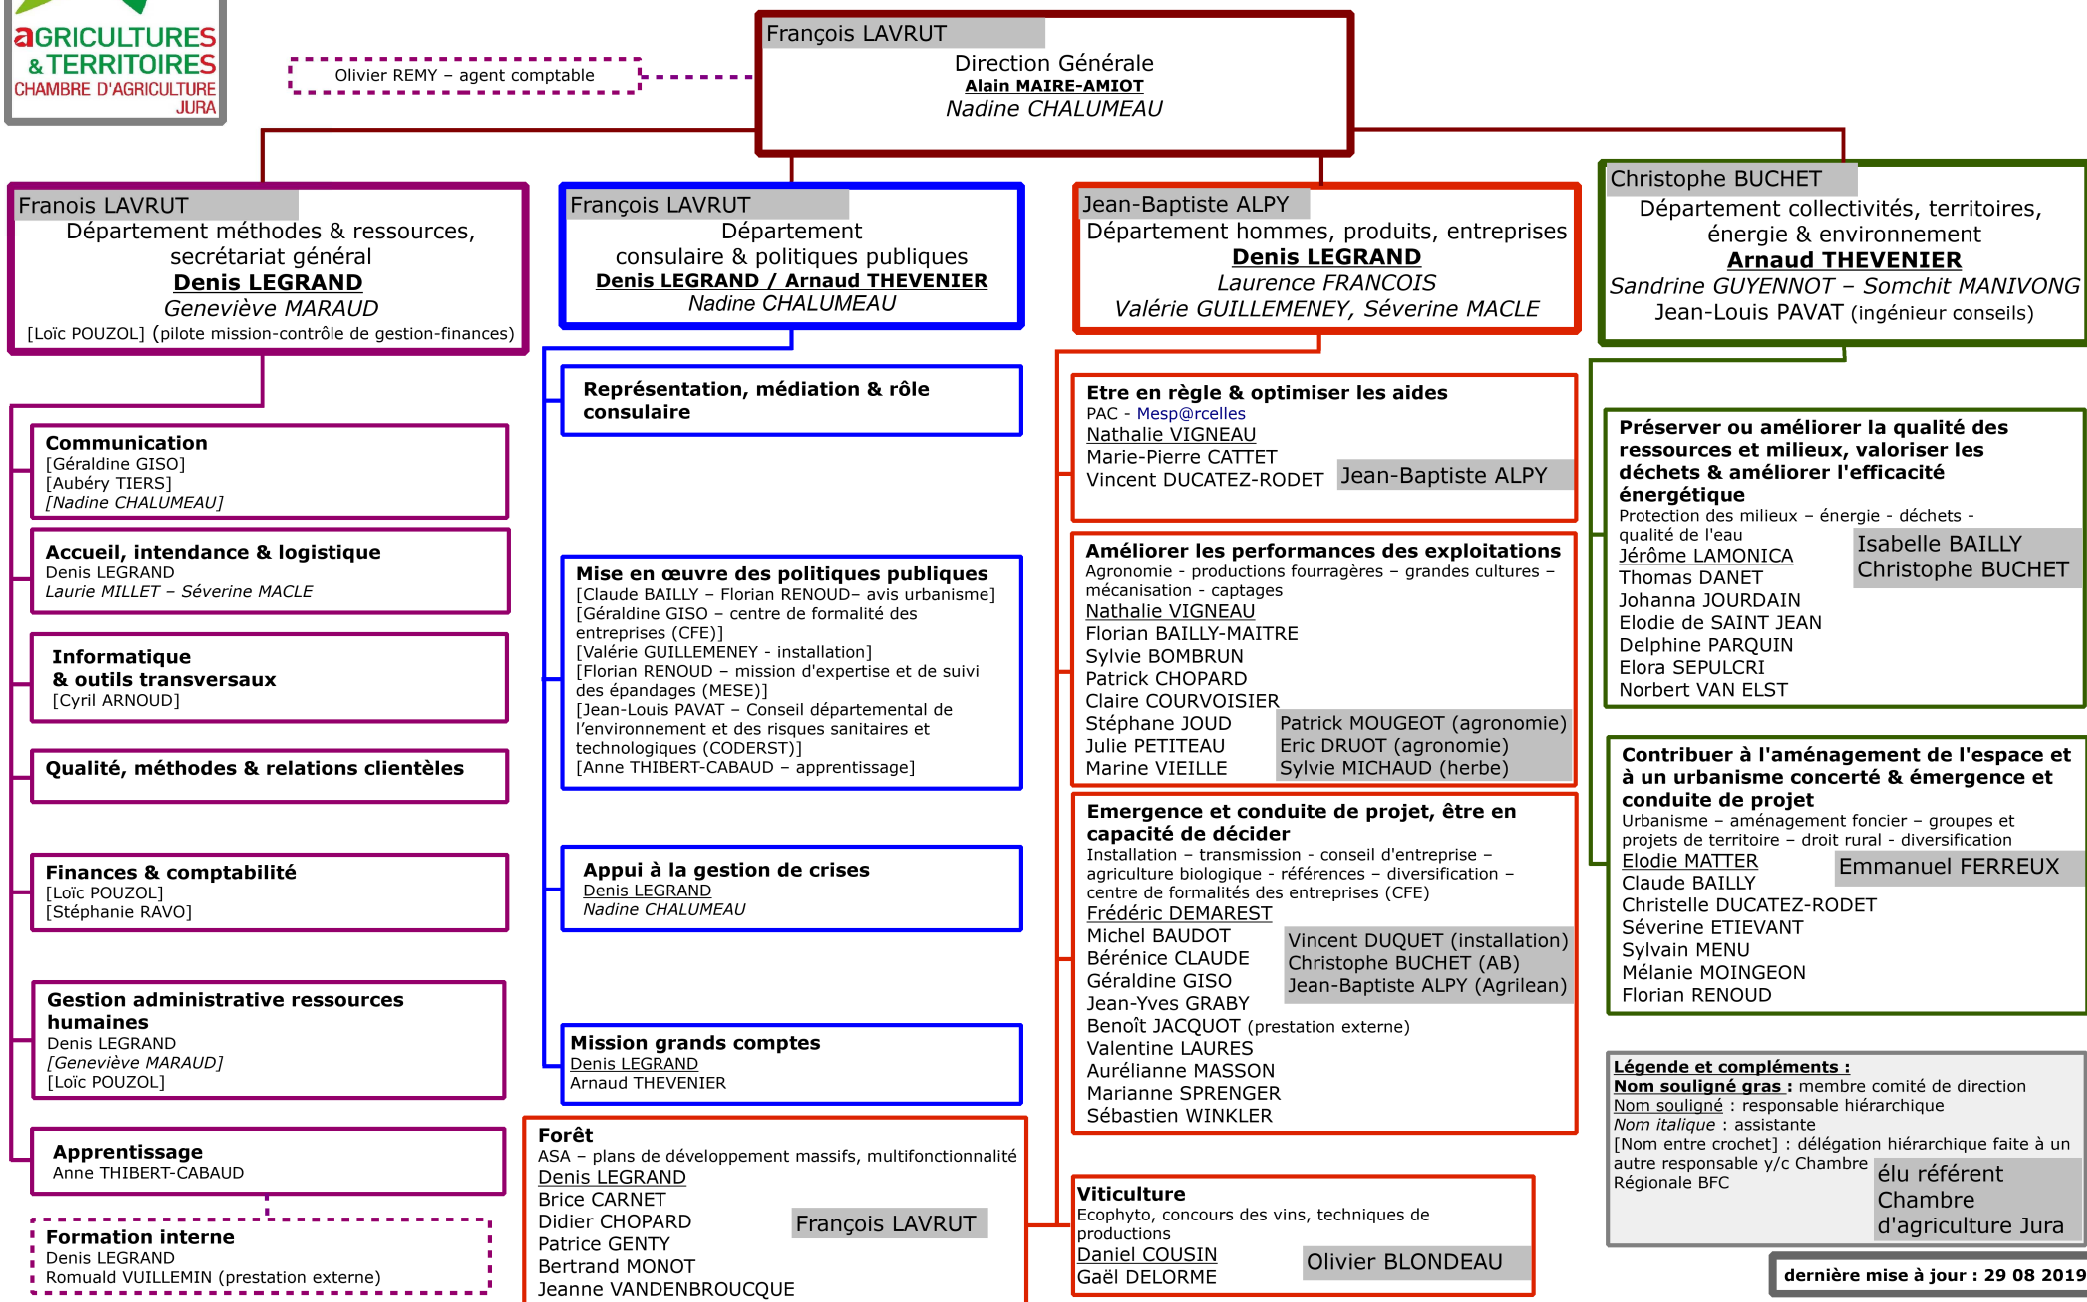 aGRICULTURES
&TERRITOIRES
CHAMBRE D'AGRICULTURE
JURA
Olivier REMY – agent comptable
François LAVRUT
Direction Générale
Alain MAIRE-AMIOT
Nadine CHALUMEAU
Franois LAVRUT
Département méthodes & ressources,
secrétariat général
Denis LEGRAND
Geneviève MARAUD
[Loïc POUZOL] (pilote mission-contrôle de gestion-finances)
Communication
[Géraldine GISO]
[Aubéry TIERS]
[Nadine CHALUMEAU]
Accueil, intendance & logistique
Denis LEGRAND
Laurie MILLET – Séverine MACLE
Informatique
& outils transversaux
[Cyril ARNOUD]
Qualité, méthodes & relations clientèles
Finances & comptabilité
[Loïc POUZOL]
[Stéphanie RAVO]
Gestion administrative ressources
humaines
Denis LEGRAND
[Geneviève MARAUD]
[Loïc POUZOL]
Apprentissage
Anne THIBERT-CABAUD
Formation interne
Denis LEGRAND
Romuald VUILLEMIN (prestation externe)
François LAVRUT
Département
consulaire & politiques publiques
Denis LEGRAND / Arnaud THEVENIER
Nadine CHALUMEAU
Représentation, médiation & rôle
consulaire
Mise en œuvre des politiques publiques
[Claude BAILLY – Florian RENOUD– avis urbanisme]
[Géraldine GISO – centre de formalité des
entreprises (CFE)]
[Valérie GUILLEMENEY - installation]
[Florian RENOUD – mission d'expertise et de suivi
des épandages (MESE)]
[Jean-Louis PAVAT – Conseil départemental de
l'environnement et des risques sanitaires et
technologiques (CODERST)]
[Anne THIBERT-CABAUD – apprentissage]
Appui à la gestion de crises
Denis LEGRAND
Nadine CHALUMEAU
Mission grands comptes
Denis LEGRAND
Arnaud THEVENIER
Forêt
ASA – plans de développement massifs, multifonctionnalité
Denis LEGRAND
Brice CARNET
Didier CHOPARD
Patrice GENTY
Bertrand MONOT
Jeanne VANDENBROUCQUE
François LAVRUT
Jean-Baptiste ALPY
Département hommes, produits, entreprises
Denis LEGRAND
Laurence FRANCOIS
Valérie GUILLEMENEY, Séverine MACLE
Etre en règle & optimiser les aides
PAC - Mesp@rcelles
Nathalie VIGNEAU
Marie-Pierre CATTET
Vincent DUCATEZ-RODET
Jean-Baptiste ALPY
Améliorer les performances des exploitations
Agronomie - productions fourragères – grandes cultures –
mécanisation - captages
Nathalie VIGNEAU
Florian BAILLY-MAITRE
Sylvie BOMBRUN
Patrick CHOPARD
Claire COURVOISIER
Stéphane JOUD
Julie PETITEAU
Marine VIEILLE
Patrick MOUGEOT (agronomie)
Eric DRUOT (agronomie)
Sylvie MICHAUD (herbe)
Emergence et conduite de projet, être en
capacité de décider
Installation – transmission - conseil d'entreprise –
agriculture biologique - références – diversification –
centre de formalités des entreprises (CFE)
Frédéric DEMAREST
Michel BAUDOT
Bérénice CLAUDE
Géraldine GISO
Jean-Yves GRABY
Benoît JACQUOT (prestation externe)
Valentine LAURES
Aurélianne MASSON
Marianne SPRENGER
Sébastien WINKLER
Vincent DUQUET (installation)
Christophe BUCHET (AB)
Jean-Baptiste ALPY (Agrilean)
Viticulture
Ecophyto, concours des vins, techniques de
productions
Daniel COUSIN
Gaël DELORME
Olivier BLONDEAU
Christophe BUCHET
Département collectivités, territoires,
énergie & environnement
Arnaud THEVENIER
Sandrine GUYENNOT – Somchit MANIVONG
Jean-Louis PAVAT (ingénieur conseils)
Préserver ou améliorer la qualité des
ressources et milieux, valoriser les
déchets & améliorer l'efficacité
énergétique
Protection des milieux – énergie - déchets -
qualité de l'eau
Jérôme LAMONICA
Thomas DANET
Johanna JOURDAIN
Elodie de SAINT JEAN
Delphine PARQUIN
Elora SEPULCRI
Norbert VAN ELST
Isabelle BAILLY
Christophe BUCHET
Contribuer à l'aménagement de l'espace et
à un urbanisme concerté & émergence et
conduite de projet
Urbanisme – aménagement foncier – groupes et
projets de territoire – droit rural - diversification
Elodie MATTER
Claude BAILLY
Christelle DUCATEZ-RODET
Séverine ETIEVANT
Sylvain MENU
Mélanie MOINGEON
Florian RENOUD
Emmanuel FERREUX
Légende et compléments :
Nom souligné gras : membre comité de direction
Nom souligné : responsable hiérarchique
Nom italique : assistante
[Nom entre crochet] : délégation hiérarchique faite à un
autre responsable y/c Chambre
Régionale BFC
élu référent
Chambre
d'agriculture Jura
dernière mise à jour : 29 08 2019